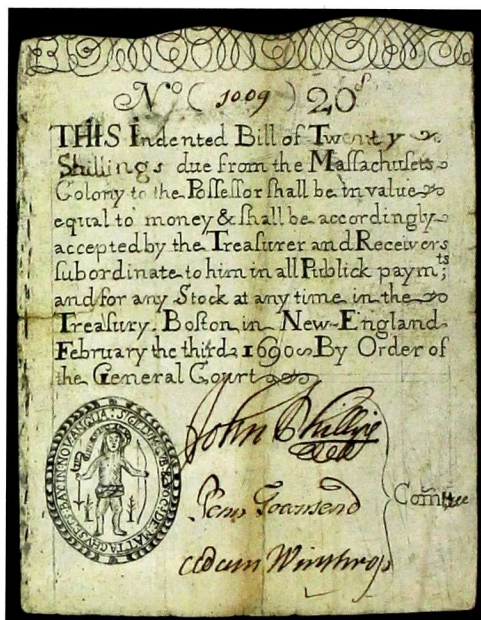 No ( 1009 ) 20s
THIS Indented Bill of Twenty
Shillings due from the Maſsachusets
Colony to the Poſseſsor ſhall be in value
equal to money & ſhall be accordingly
accepted by the Treaſurer and Receivers
ſubordinate to him in all Publick paymts;
and for any Stock at any time in the
Treaſury. Boston in New-England
February the third 1690. By Order of
the General Court
John Phillips
Penn Townsend
Adam Winthrop
Comttee